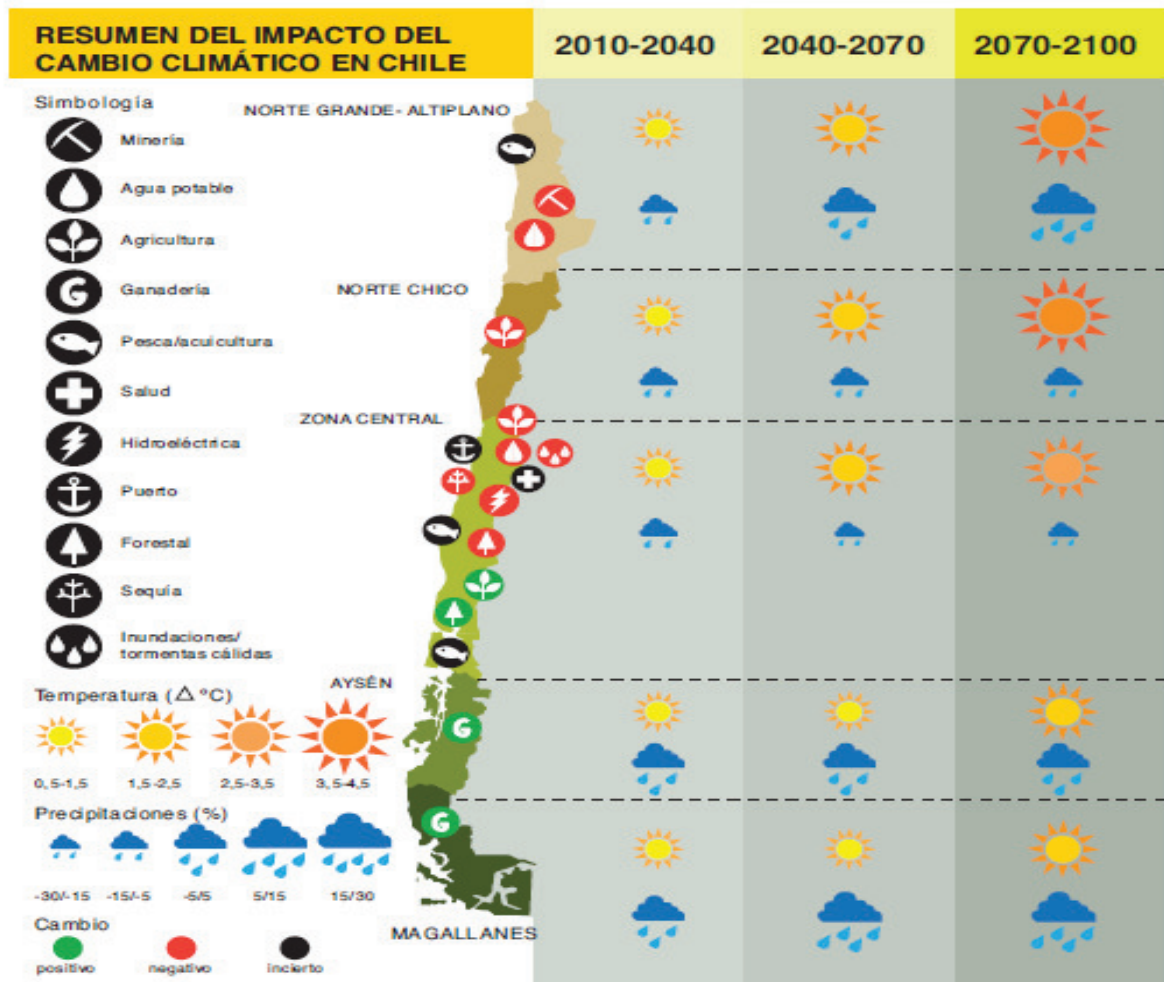 RESUMEN DEL IMPACTO DEL
CAMBIO CLIMÁTICO EN CHILE
2010-2040
2040-2070
2070-2100
Simbología
Minería
Agua potable
Agricultura
Ganadería
Pesca/acuicultura
Salud
Hidroeléctrica
Puerto
Forestal
Sequía
Inundaciones/
tormentas cálidas
NORTE GRANDE- ALTIPLANO
NORTE CHICO
ZONA CENTRAL
AYSÉN
MAGALLANES
G
G
G
Temperatura (△ ºC)
0,5-1,5
1,5-2,5
2,5-3,5
3,5-4,5
Precipitaciones (%)
-30/-15
-15/-5
-5/5
5/15
15/30
Cambio
positivo
negativo
incierto